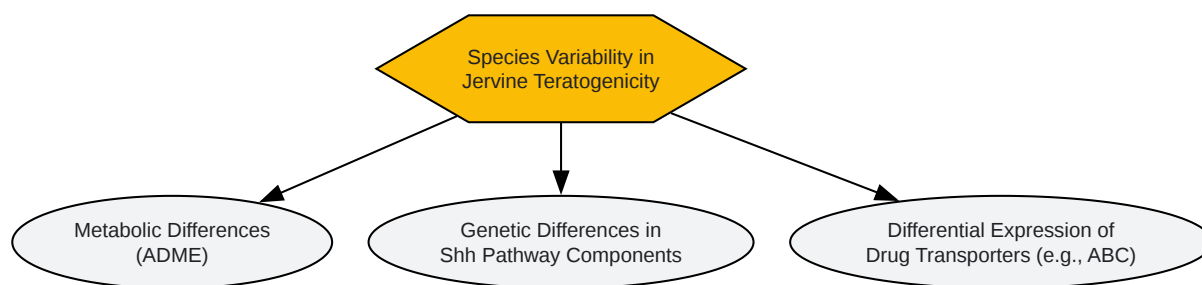 Species Variability in
Jervine Teratogenicity
Metabolic Differences
(ADME)
Genetic Differences in
Shh Pathway Components
Differential Expression of
Drug Transporters (e.g., ABC)